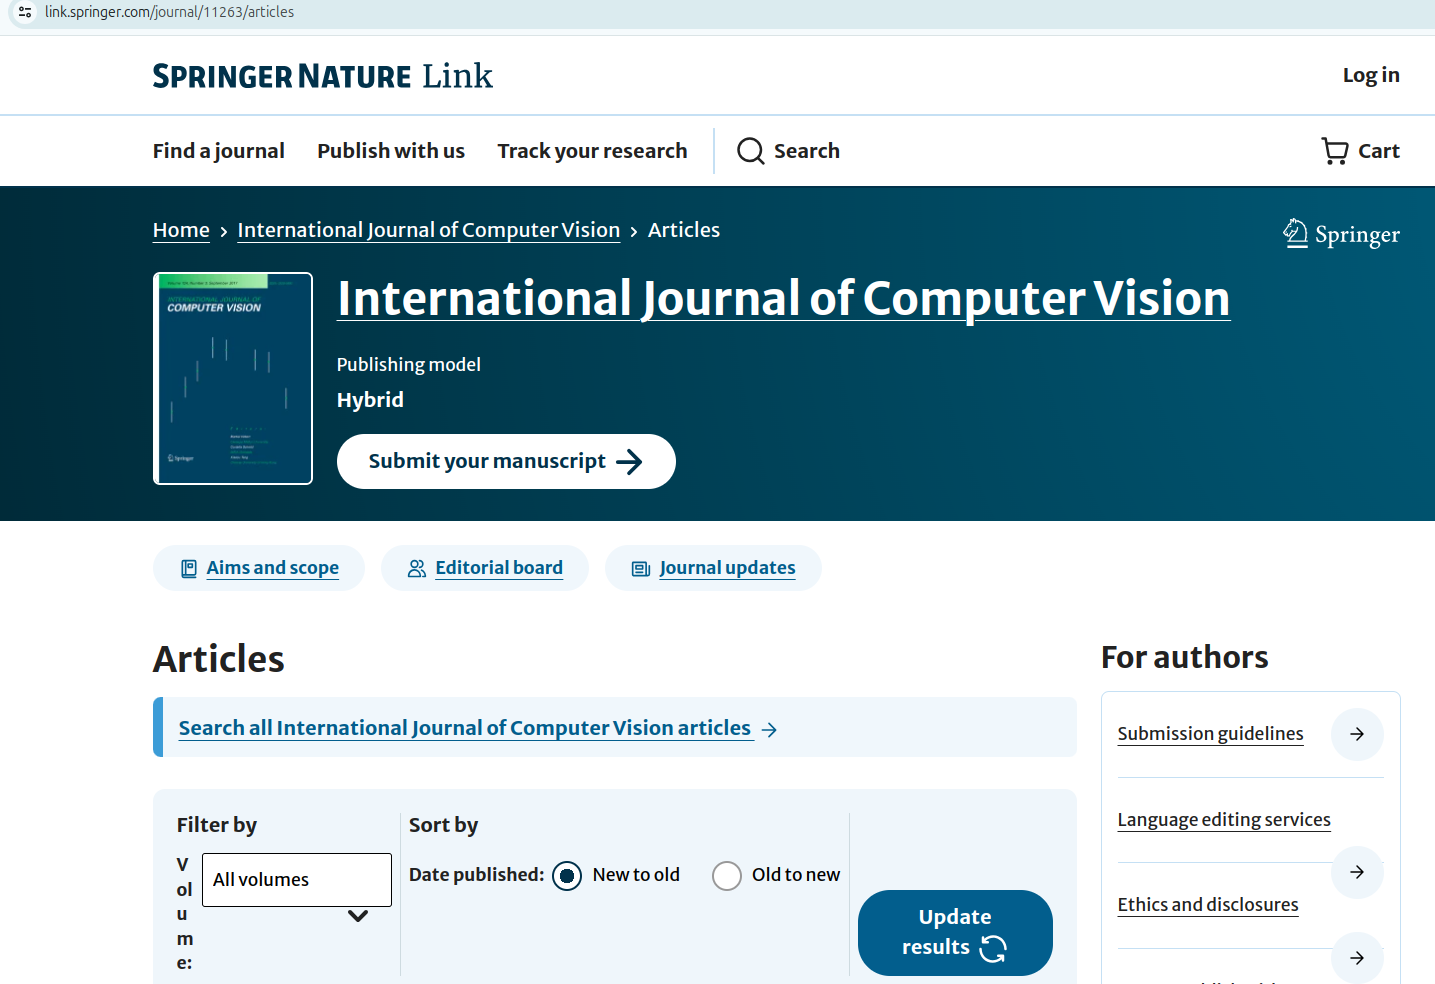 link.springer.com/journal/11263/articles
SPRINGER NATURE Link
Log in
Find a journal
Publish with us
Track your research
Search
Cart
Home › International Journal of Computer Vision › Articles
Springer
INTERNATIONAL JOURNAL OF
COMPUTER VISION
Springer
International Journal of Computer Vision
Publishing model
Hybrid
Submit your manuscript
Aims and scope
Editorial board
Journal updates
Articles
Search all International Journal of Computer Vision articles
Filter by
V
ol
u
m
e:
All volumes
Sort by
Date published:
New to old
Old to new
Update
results
For authors
Submission guidelines
Language editing services
Ethics and disclosures